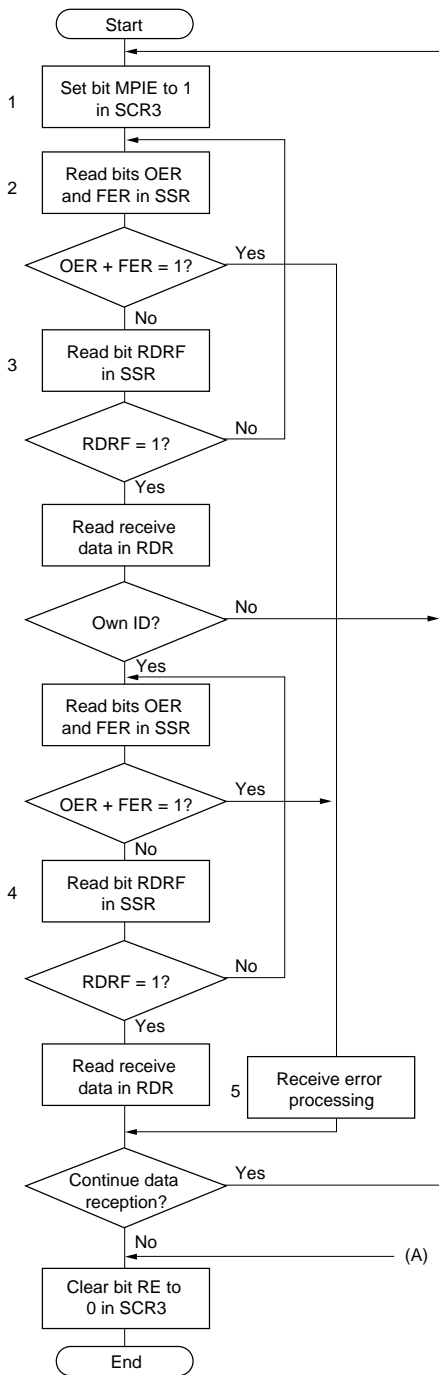 Start
1
Set bit MPIE to 1
in SCR3
2
Read bits OER
and FER in SSR
OER + FER = 1?
Yes
No
3
Read bit RDRF
in SSR
RDRF = 1?
No
Yes
Read receive
data in RDR
Own ID?
No
Yes
Read bits OER
and FER in SSR
OER + FER = 1?
Yes
No
4
Read bit RDRF
in SSR
RDRF = 1?
No
Yes
Read receive
data in RDR
5
Receive error
processing
Continue data
reception?
Yes
No
(A)
Clear bit RE to
0 in SCR3
End